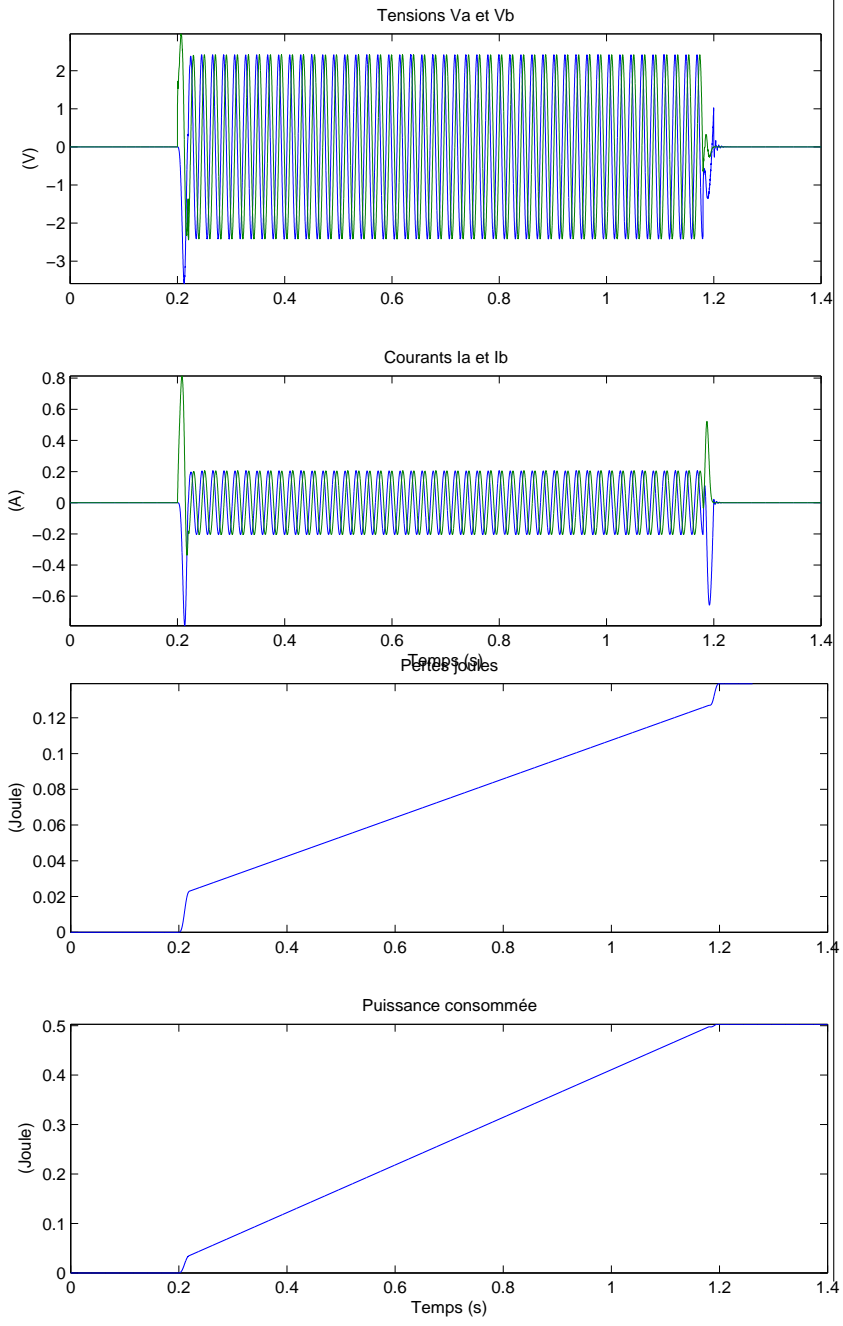 Tensions Va et Vb
2
1
0
−1
−2
−3
(V)
0 0.2 0.4 0.6 0.8 1 1.2 1.4
Courants Ia et Ib
0.8
0.6
0.4
0.2
0
−0.2
−0.4
−0.6
(A)
0 0.2 0.4 0.6 0.8 1 1.2 1.4
Temps (s)
Pertes joules
0.12
0.1
0.08
0.06
0.04
0.02
0
(Joule)
0 0.2 0.4 0.6 0.8 1 1.2 1.4
Puissance consommée
0.5
0.4
0.3
0.2
0.1
0
(Joule)
0 0.2 0.4 0.6 0.8 1 1.2 1.4
Temps (s)